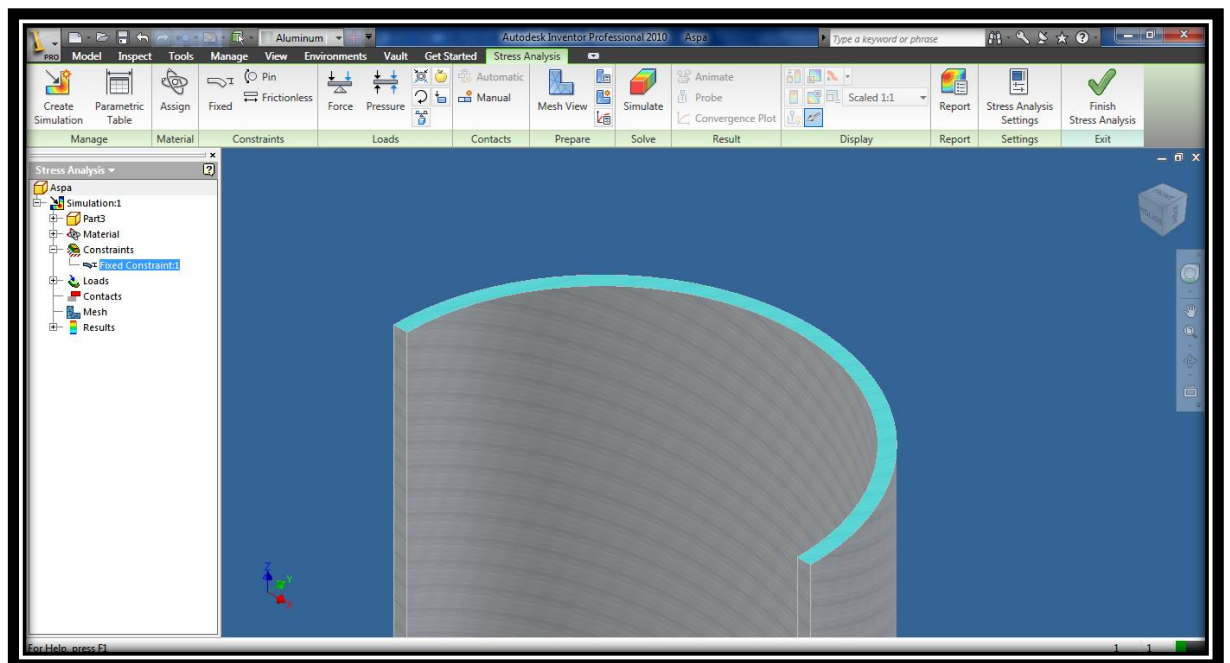 Aluminum Autodesk Inventor Professional 2010 Aspa Type a keyword or phrase
PRO Model Inspect Tools Manage View Environments Vault Get Started Stress Analysis
Create Simulation Parametric Table Assign Fixed Pin Frictionless Force Pressure Automatic Manual Mesh View Simulate Animate Probe Convergence Plot Scaled 1:1 Report Stress Analysis Settings Finish Stress Analysis
Manage Material Constraints Loads Contacts Prepare Solve Result Display Report Settings Exit
Stress Analysis
Aspa
Simulation:1
Part3
Material
Constraints
Fixed Constraint:1
Loads
Contacts
Mesh
Results
FRONT
Z
Y
X
For Help, press F1 1 1